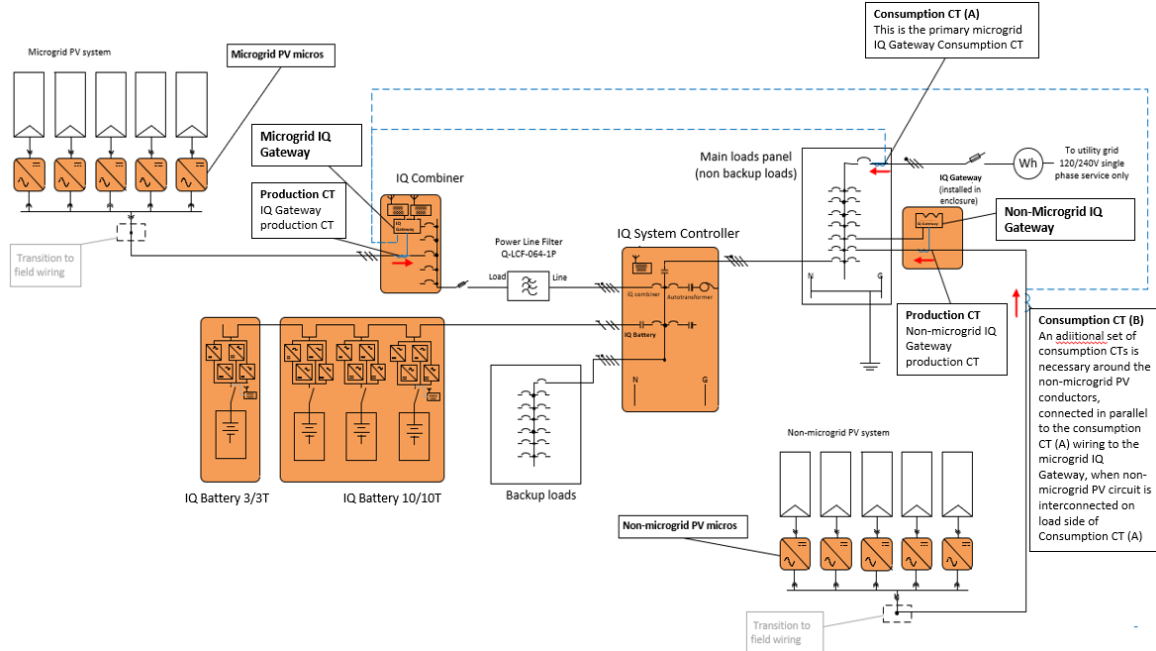 Consumption CT (A)
This is the primary microgrid
IQ Gateway Consumption CT
Microgrid PV system
Microgrid PV micros
Microgrid IQ
Gateway
Production CT
IQ Gateway
production CT
IQ Combiner
IQ
Gateway
Transition to
field wiring
Power Line Filter
Q-LCF-064-1P
Load
Line
IQ System Controller
IQ combiner
Autotransformer
IQ Battery
N
G
Main loads panel
(non backup loads)
N
G
Wh
To utility grid
120/240V single
phase service only
IQ Gateway
(installed in
enclosure)
IQ Gateway
Non-Microgrid IQ
Gateway
Production CT
Non-microgrid IQ
Gateway
production CT
Consumption CT (B)
An adiitional set of
consumption CTs is
necessary around the
non-microgrid PV
conductors,
connected in parallel
to the consumption
CT (A) wiring to the
microgrid IQ
Gateway, when non-
microgrid PV circuit is
interconnected on
load side of
Consumption CT (A)
IQ Battery 3/3T
IQ Battery 10/10T
Backup loads
Non-microgrid PV system
Non-microgrid PV micros
Transition to
field wiring